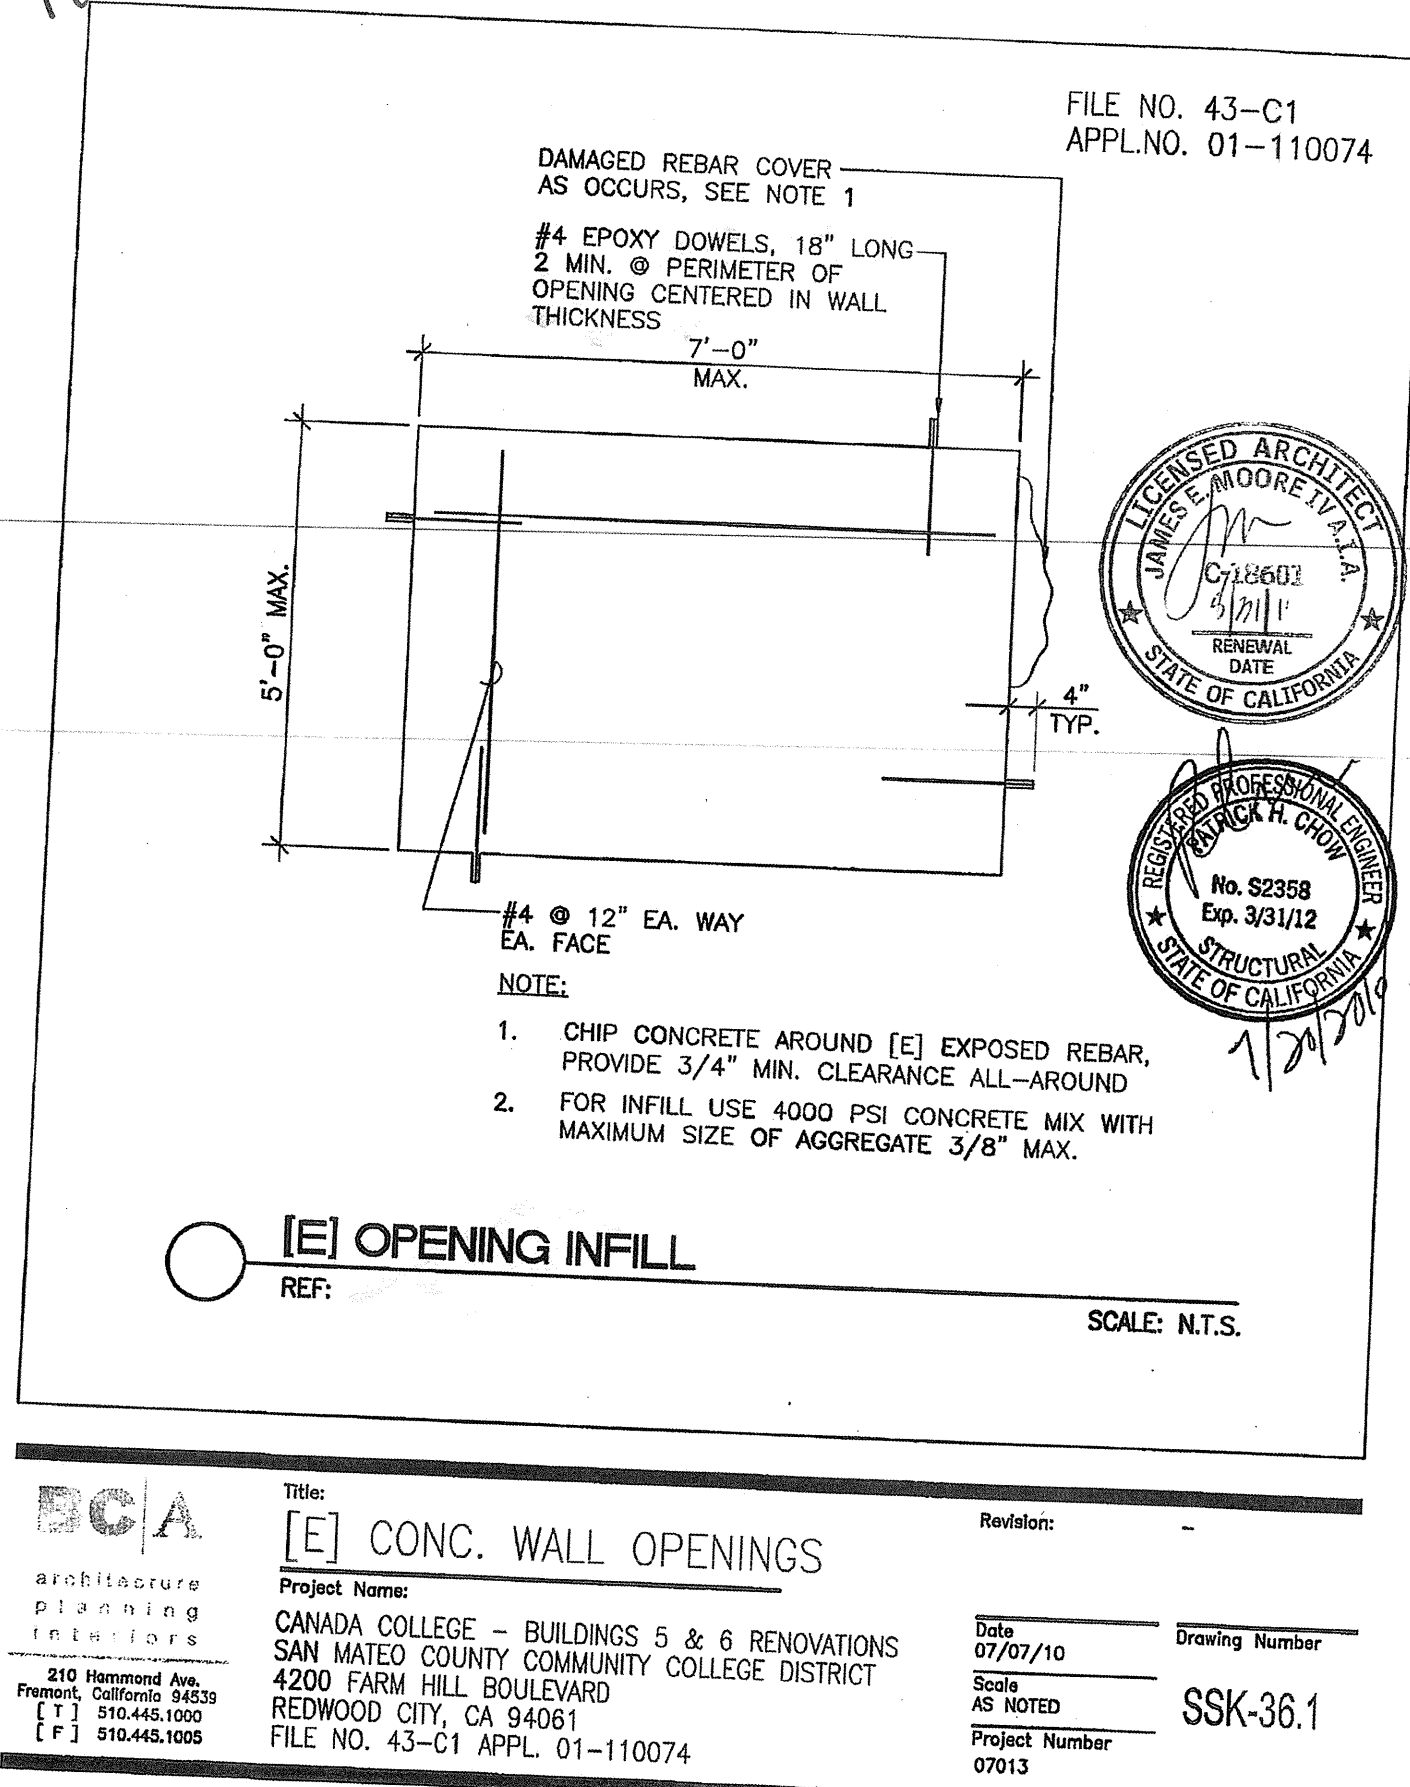 FILE NO. 43-C1
APPL.NO. 01-110074
DAMAGED REBAR COVER
AS OCCURS, SEE NOTE 1
#4 EPOXY DOWELS, 18" LONG
2 MIN. @ PERIMETER OF
OPENING CENTERED IN WALL
THICKNESS
7'-0"
MAX.
5'-0" MAX.
4"
TYP.
#4 @ 12" EA. WAY
EA. FACE
LICENSED ARCHITECT
JAMES E. MOORE IV A.I.A.
C-18601
RENEWAL
DATE
STATE OF CALIFORNIA
REGISTERED PROFESSIONAL ENGINEER
PATRICK H. CHOW
No. S2358
Exp. 3/31/12
STRUCTURAL
STATE OF CALIFORNIA
NOTE:
1. CHIP CONCRETE AROUND [E] EXPOSED REBAR,
PROVIDE 3/4" MIN. CLEARANCE ALL-AROUND
2. FOR INFILL USE 4000 PSI CONCRETE MIX WITH
MAXIMUM SIZE OF AGGREGATE 3/8" MAX.
[E] OPENING INFILL
REF:
SCALE: N.T.S.
BCA
architecture
planning
interiors
210 Hammond Ave.
Fremont, California 94539
[ T ] 510.445.1000
[ F ] 510.445.1005
Title:
[E] CONC. WALL OPENINGS
Project Name:
CANADA COLLEGE - BUILDINGS 5 & 6 RENOVATIONS
SAN MATEO COUNTY COMMUNITY COLLEGE DISTRICT
4200 FARM HILL BOULEVARD
REDWOOD CITY, CA 94061
FILE NO. 43-C1 APPL. 01-110074
Revision: -
Date
07/07/10
Scale
AS NOTED
Project Number
07013
Drawing Number
SSK-36.1